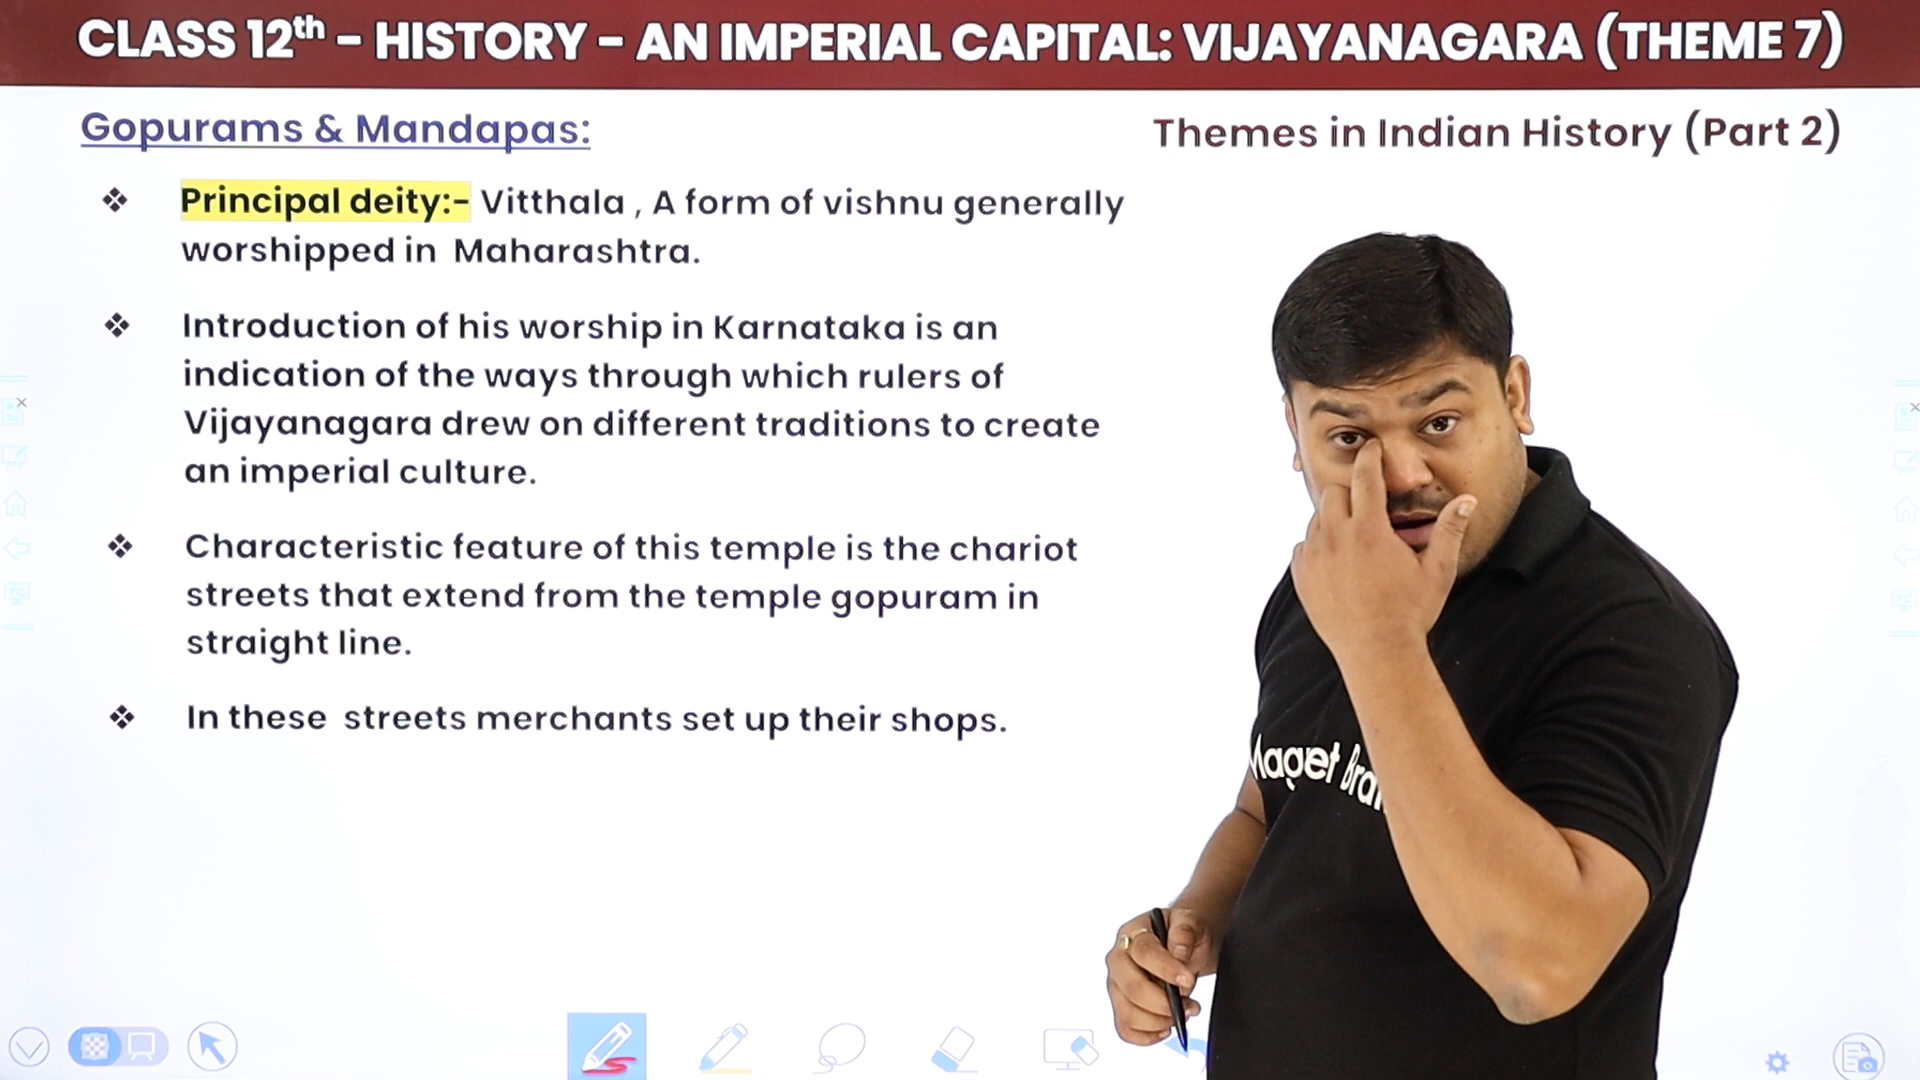 CLASS 12th - HISTORY - AN IMPERIAL CAPITAL: VIJAYANAGARA (THEME 7)
Gopurams & Mandapas:
Themes in Indian History (Part 2)
Principal deity:- Vitthala , A form of vishnu generally
worshipped in Maharashtra.
Introduction of his worship in Karnataka is an
indication of the ways through which rulers of
Vijayanagara drew on different traditions to create
an imperial culture.
Characteristic feature of this temple is the chariot
streets that extend from the temple gopuram in
straight line.
In these streets merchants set up their shops.